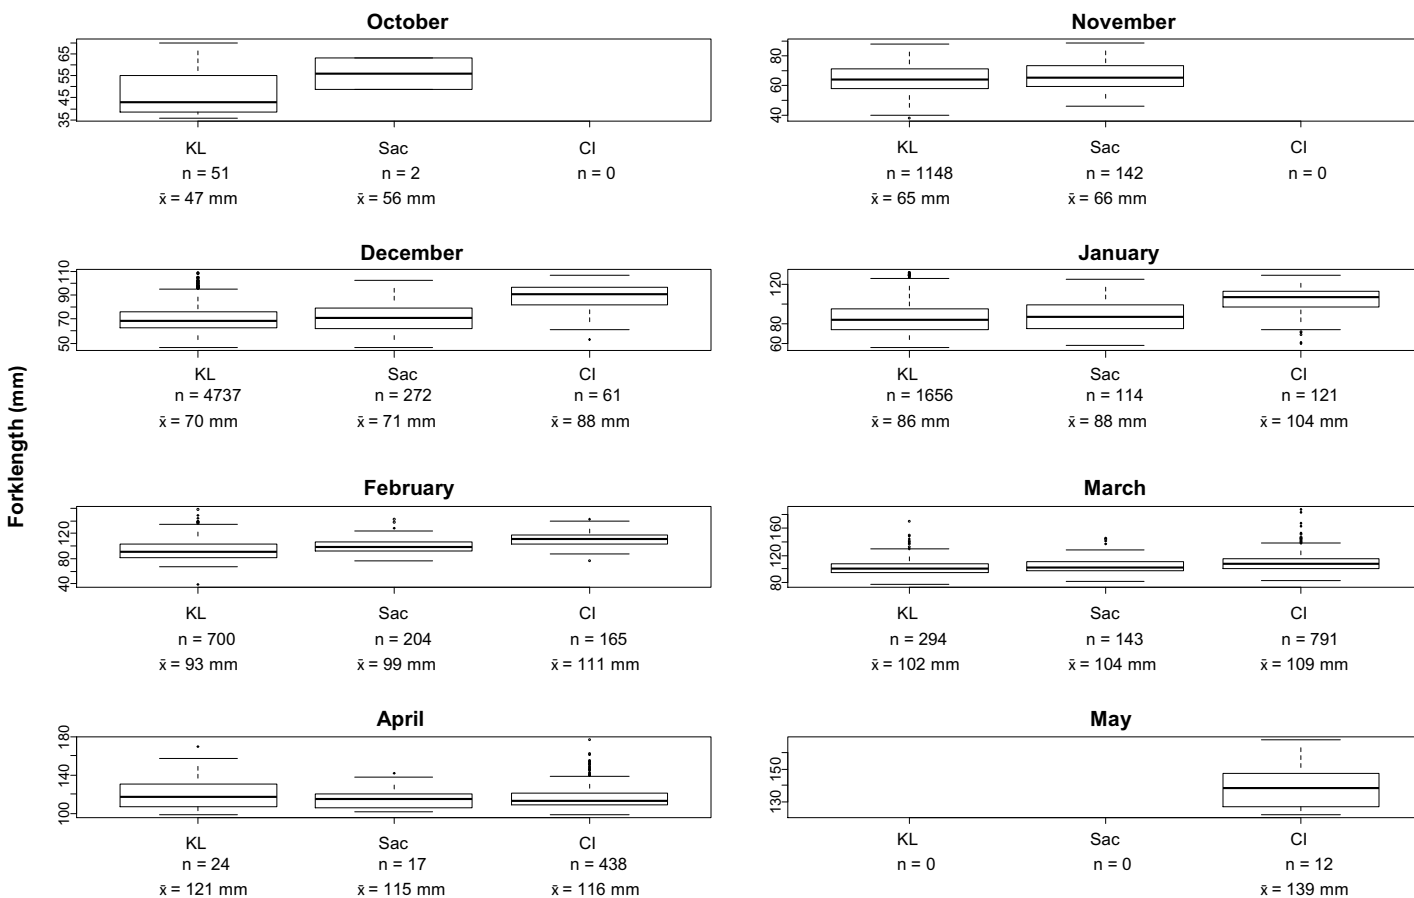 Forklength (mm)
October
35 45 55 65
KL Sac CI
n = 51 n = 2 n = 0
x̄ = 47 mm x̄ = 56 mm
November
40 60 80
KL Sac CI
n = 1148 n = 142 n = 0
x̄ = 65 mm x̄ = 66 mm
December
50 70 90 110
KL Sac CI
n = 4737 n = 272 n = 61
x̄ = 70 mm x̄ = 71 mm x̄ = 88 mm
January
60 80 120
KL Sac CI
n = 1656 n = 114 n = 121
x̄ = 86 mm x̄ = 88 mm x̄ = 104 mm
February
40 80 120
KL Sac CI
n = 700 n = 204 n = 165
x̄ = 93 mm x̄ = 99 mm x̄ = 111 mm
March
80 120 160
KL Sac CI
n = 294 n = 143 n = 791
x̄ = 102 mm x̄ = 104 mm x̄ = 109 mm
April
100 140 180
KL Sac CI
n = 24 n = 17 n = 438
x̄ = 121 mm x̄ = 115 mm x̄ = 116 mm
May
130 150
KL Sac CI
n = 0 n = 0 n = 12
x̄ = 139 mm